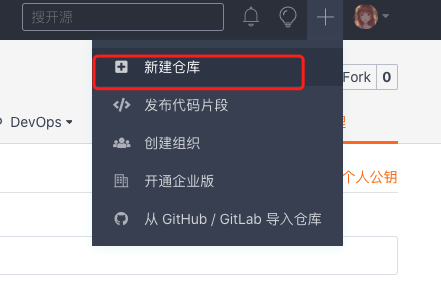 搜开源
新建仓库
Fork 0
发布代码片段
DevOps
创建组织
开通企业版
个人公钥
从 GitHub / GitLab 导入仓库